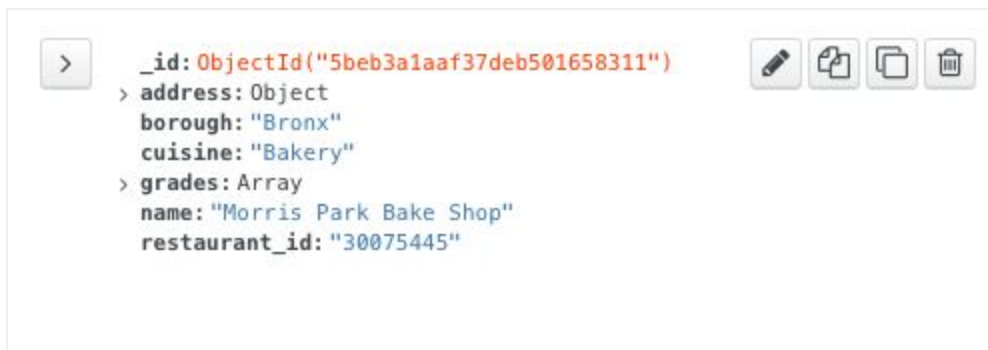 _id: ObjectId("5beb3a1aaf37deb501658311")
address: Object
borough: "Bronx"
cuisine: "Bakery"
grades: Array
name: "Morris Park Bake Shop"
restaurant_id: "30075445"